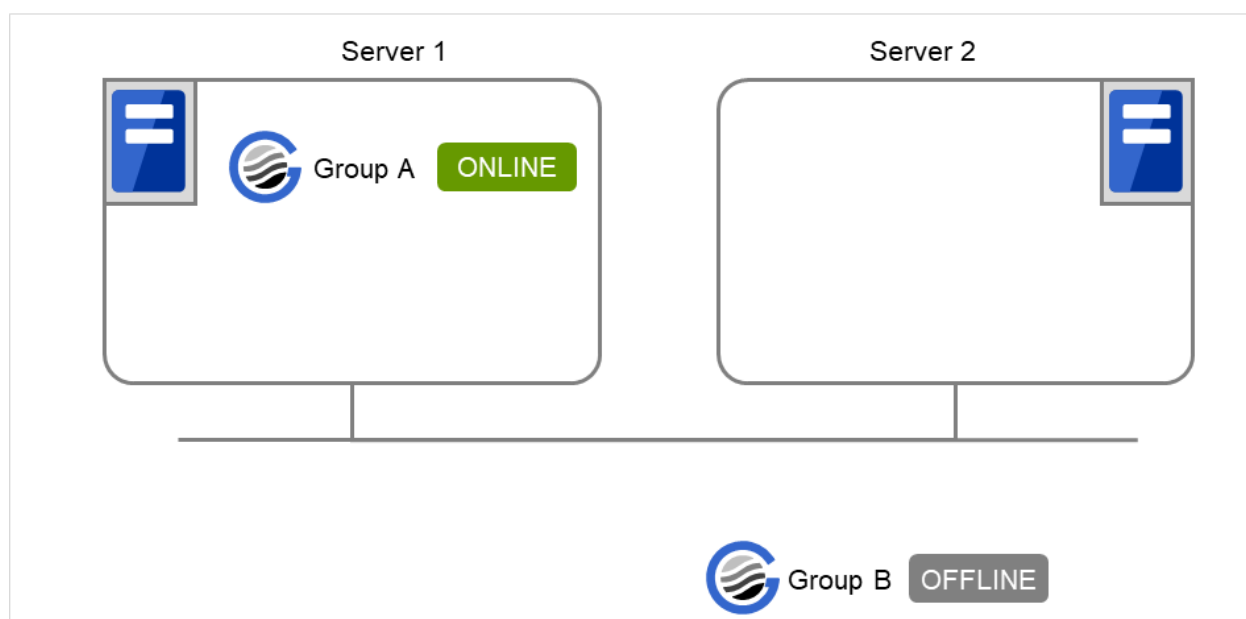 Server 1
Server 2
Group A
ONLINE
Group B
OFFLINE